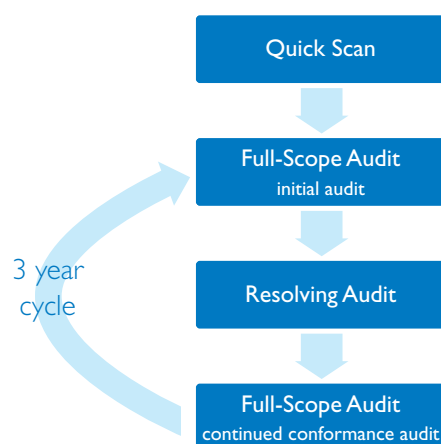 Quick Scan
Full-Scope Audit
initial audit
3 year
cycle
Resolving Audit
Full-Scope Audit
continued conformance audit